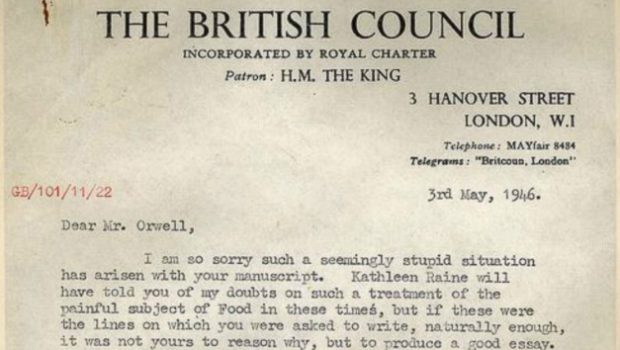 THE BRITISH COUNCIL
INCORPORATED BY ROYAL CHARTER
Patron: H.M. THE KING
3 HANOVER STREET
LONDON, W.1
Telephone: MAYfair 8484
Telegrams: "Britcoun, London"
GB/101/11/22
3rd May, 1946.
Dear Mr. Orwell,
I am so sorry such a seemingly stupid situation
has arisen with your manuscript. Kathleen Raine will
have told you of my doubts on such a treatment of the
painful subject of Food in these times, but if these were
the lines on which you were asked to write, naturally enough,
it was not yours to reason why, but to produce a good essay.